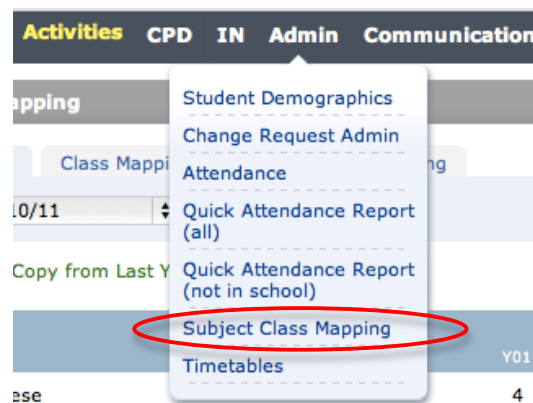 Activities CPD IN Admin Communication
apping
Student Demographics
Change Request Admin
Class Mappi
ng
Attendance
10/11
Quick Attendance Report
(all)
Copy from Last Y
Quick Attendance Report
(not in school)
Subject Class Mapping
Y01
Timetables
ese
4